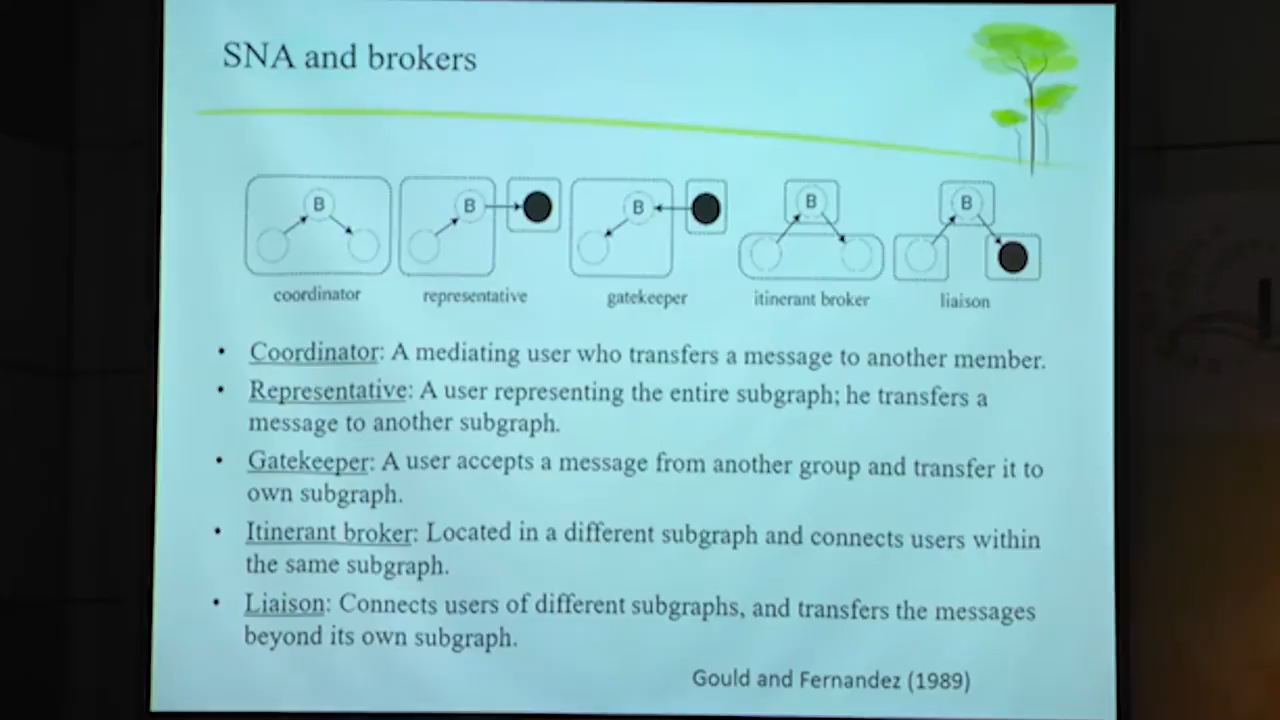 SNA and brokers
B B B B B
coordinator representative gatekeeper itinerant broker liaison
• Coordinator: A mediating user who transfers a message to another member.
• Representative: A user representing the entire subgraph; he transfers a
message to another subgraph.
• Gatekeeper: A user accepts a message from another group and transfer it to
own subgraph.
• Itinerant broker: Located in a different subgraph and connects users within
the same subgraph.
• Liaison: Connects users of different subgraphs, and transfers the messages
beyond its own subgraph.
Gould and Fernandez (1989)